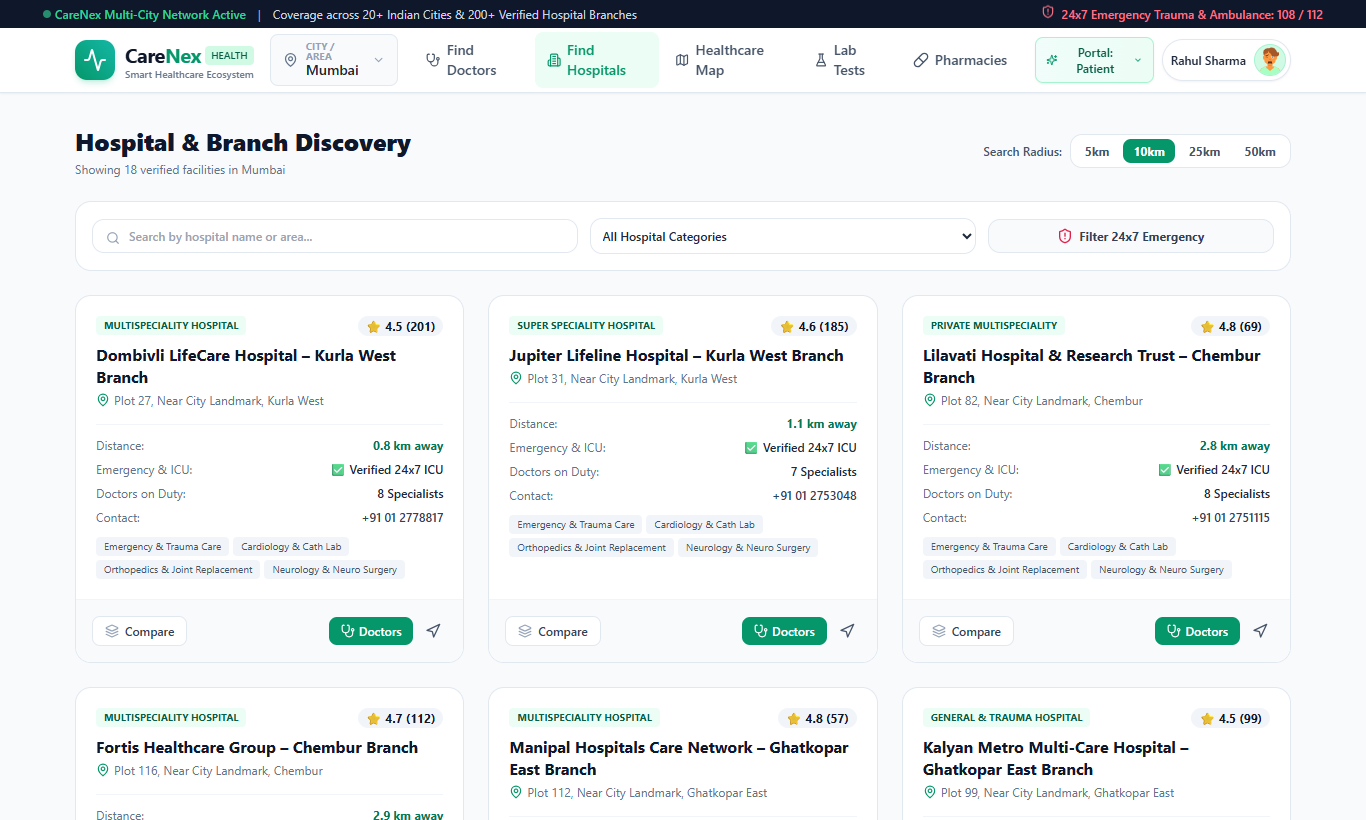 CareNex Multi-City Network Active | Coverage across 20+ Indian Cities & 200+ Verified Hospital Branches
24x7 Emergency Trauma & Ambulance: 108 / 112
CareNex HEALTH
Smart Healthcare Ecosystem
CITY / AREA
Mumbai
Find Doctors
Find Hospitals
Healthcare Map
Lab Tests
Pharmacies
Portal: Patient
Rahul Sharma
Hospital & Branch Discovery
Showing 18 verified facilities in Mumbai
Search Radius: 5km 10km 25km 50km
Search by hospital name or area...
All Hospital Categories
Filter 24x7 Emergency
MULTISPECIALITY HOSPITAL
4.5 (201)
Dombivli LifeCare Hospital – Kurla West
Branch
Plot 27, Near City Landmark, Kurla West
Distance: 0.8 km away
Emergency & ICU: ✅ Verified 24x7 ICU
Doctors on Duty: 8 Specialists
Contact: +91 01 2778817
Emergency & Trauma Care Cardiology & Cath Lab
Orthopedics & Joint Replacement Neurology & Neuro Surgery
Compare Doctors
SUPER SPECIALITY HOSPITAL
4.6 (185)
Jupiter Lifeline Hospital – Kurla West Branch
Plot 31, Near City Landmark, Kurla West
Distance: 1.1 km away
Emergency & ICU: ✅ Verified 24x7 ICU
Doctors on Duty: 7 Specialists
Contact: +91 01 2753048
Emergency & Trauma Care Cardiology & Cath Lab
Orthopedics & Joint Replacement Neurology & Neuro Surgery
Compare Doctors
PRIVATE MULTISPECIALITY
4.8 (69)
Lilavati Hospital & Research Trust – Chembur
Branch
Plot 82, Near City Landmark, Chembur
Distance: 2.8 km away
Emergency & ICU: ✅ Verified 24x7 ICU
Doctors on Duty: 8 Specialists
Contact: +91 01 2751115
Emergency & Trauma Care Cardiology & Cath Lab
Orthopedics & Joint Replacement Neurology & Neuro Surgery
Compare Doctors
MULTISPECIALITY HOSPITAL
4.7 (112)
Fortis Healthcare Group – Chembur Branch
Plot 116, Near City Landmark, Chembur
Distance: 2.9 km away
MULTISPECIALITY HOSPITAL
4.8 (57)
Manipal Hospitals Care Network – Ghatkopar
East Branch
Plot 112, Near City Landmark, Ghatkopar East
GENERAL & TRAUMA HOSPITAL
4.5 (99)
Kalyan Metro Multi-Care Hospital –
Ghatkopar East Branch
Plot 99, Near City Landmark, Ghatkopar East